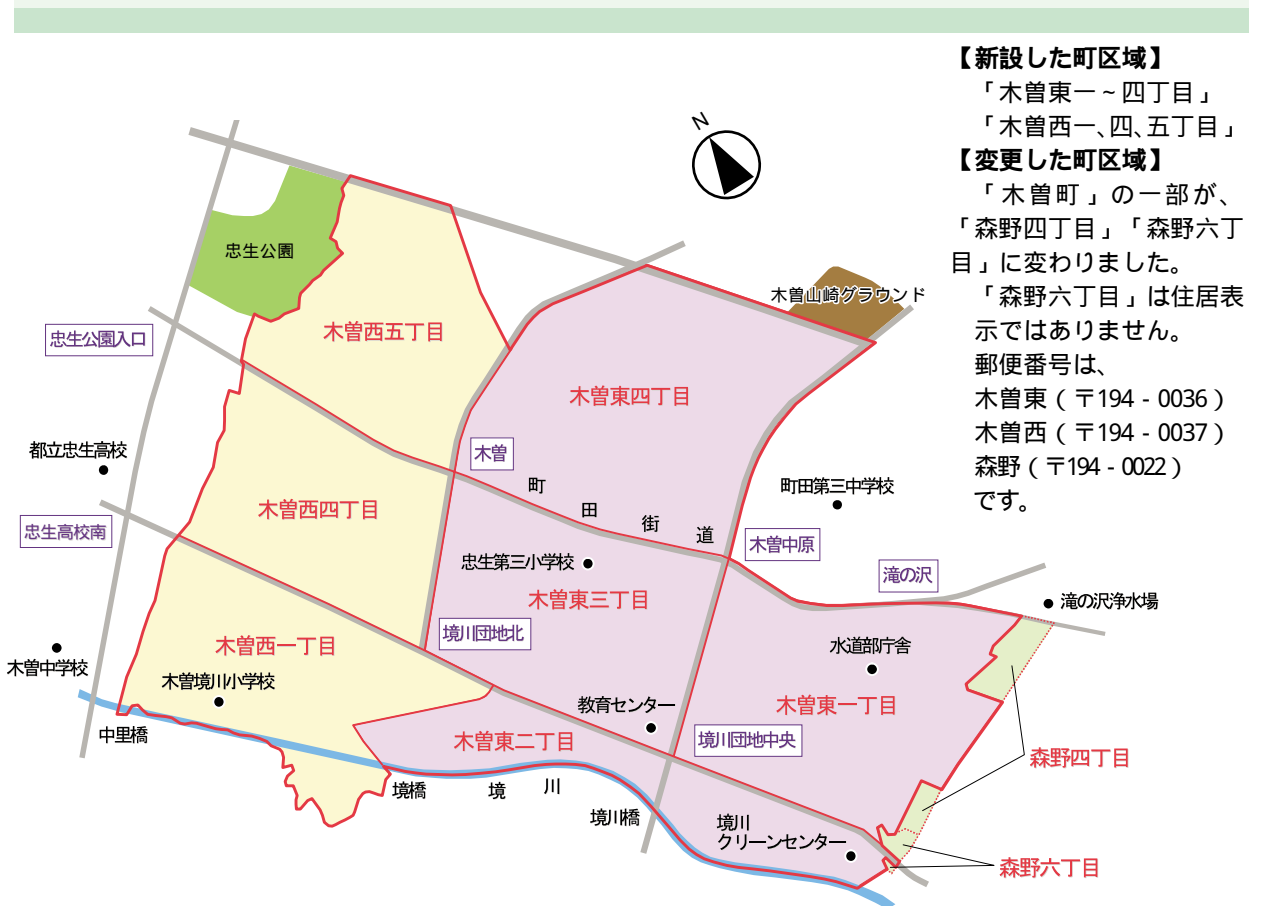 【新設した町区域】
「木曽東一~四丁目」
「木曽西一、四、五丁目」
【変更した町区域】
「木曽町」の一部が、
「森野四丁目」「森野六丁
目」に変わりました。
「森野六丁目」は住居表
示ではありません。
郵便番号は、
木曽東(〒194-0036)
木曽西(〒194-0037)
森野(〒194-0022)
です。
N
忠生公園
木曽山崎グラウンド
木曽西五丁目
忠生公園入口
木曽東四丁目
都立忠生高校
木曽
町田街道
町田第三中学校
木曽西四丁目
忠生高校南
木曽中原
忠生第三小学校
滝の沢
木曽東三丁目
滝の沢浄水場
境川団地北
木曽西一丁目
水道部庁舎
木曽中学校
木曽境川小学校
教育センター
木曽東一丁目
中里橋
木曽東二丁目
境川団地中央
森野四丁目
境橋
境川
境川橋
境川
クリーンセンター
森野六丁目